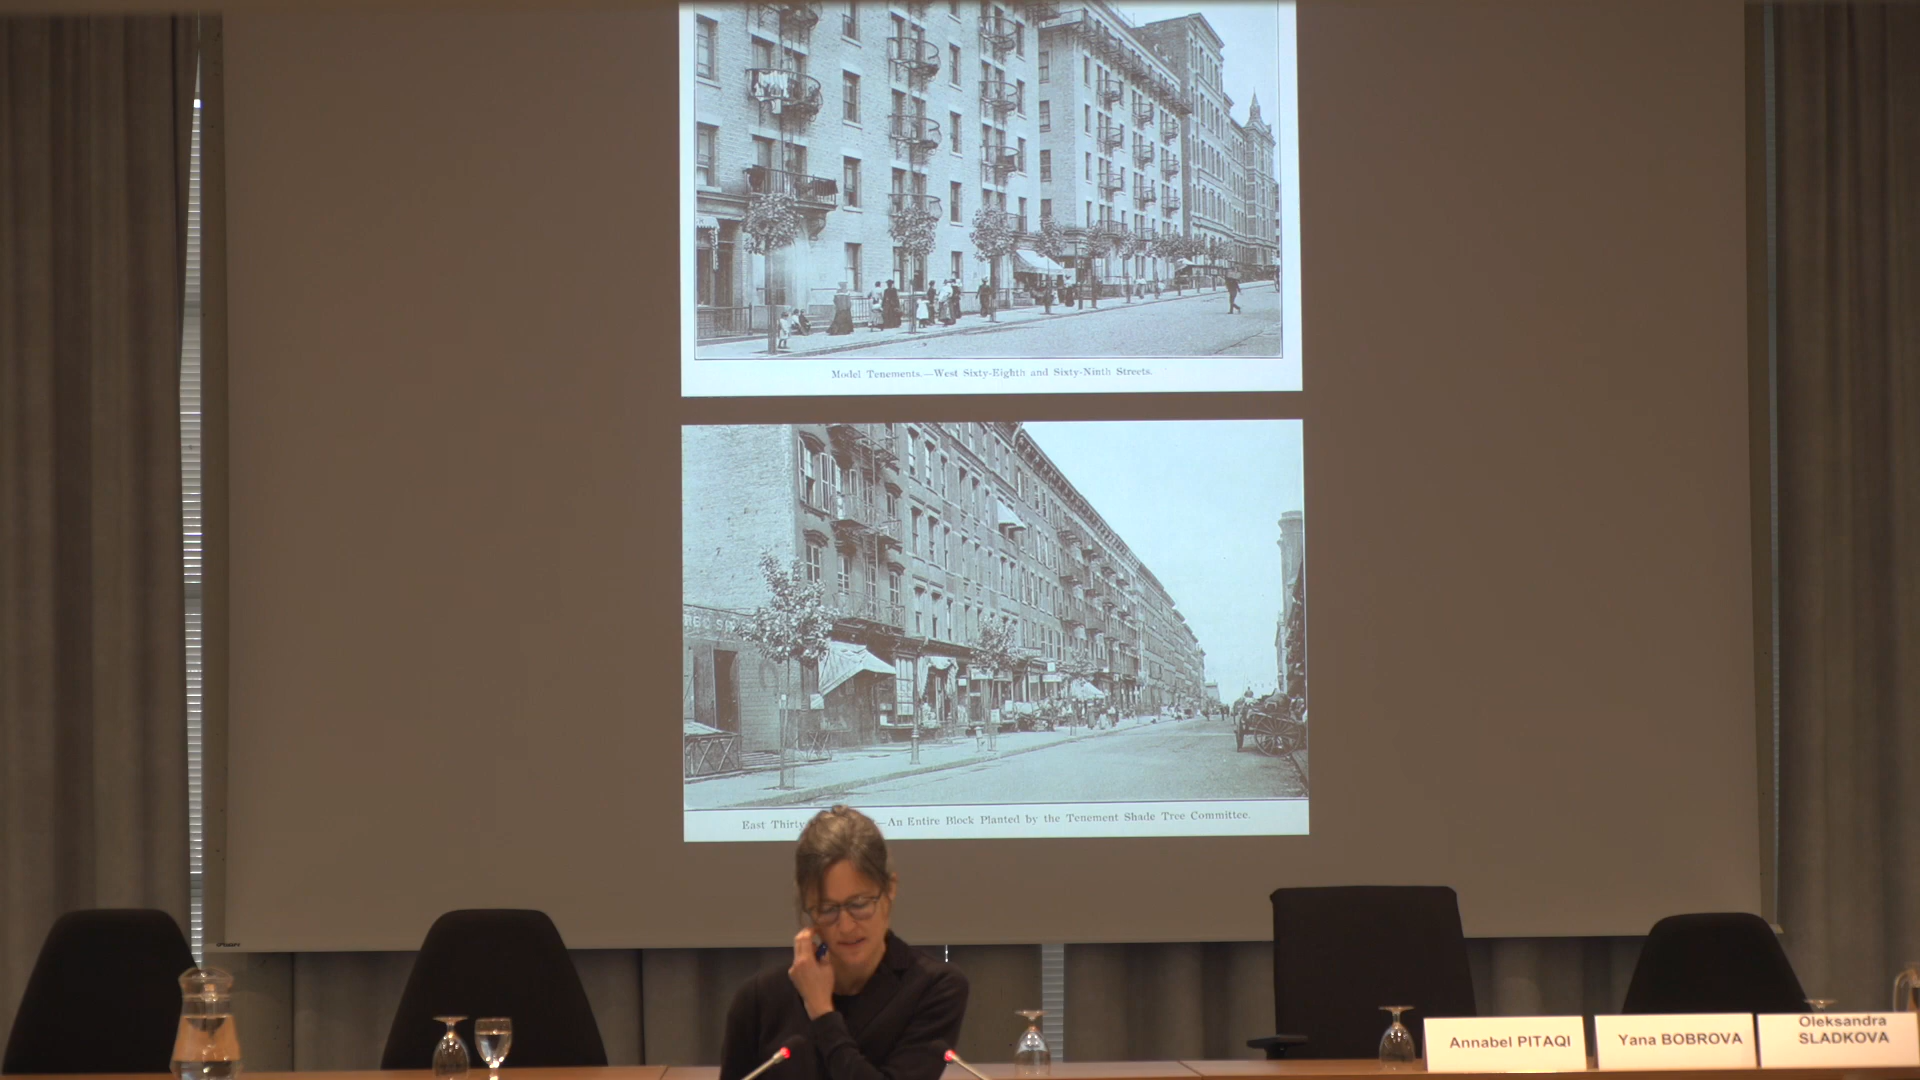 Model Tenements.—West Sixty-Eighth and Sixty-Ninth Streets.
East Thirty —An Entire Block Planted by the Tenement Shade Tree Committee.
Annabel PITAQI
Yana BOBROVA
Oleksandra
SLADKOVA